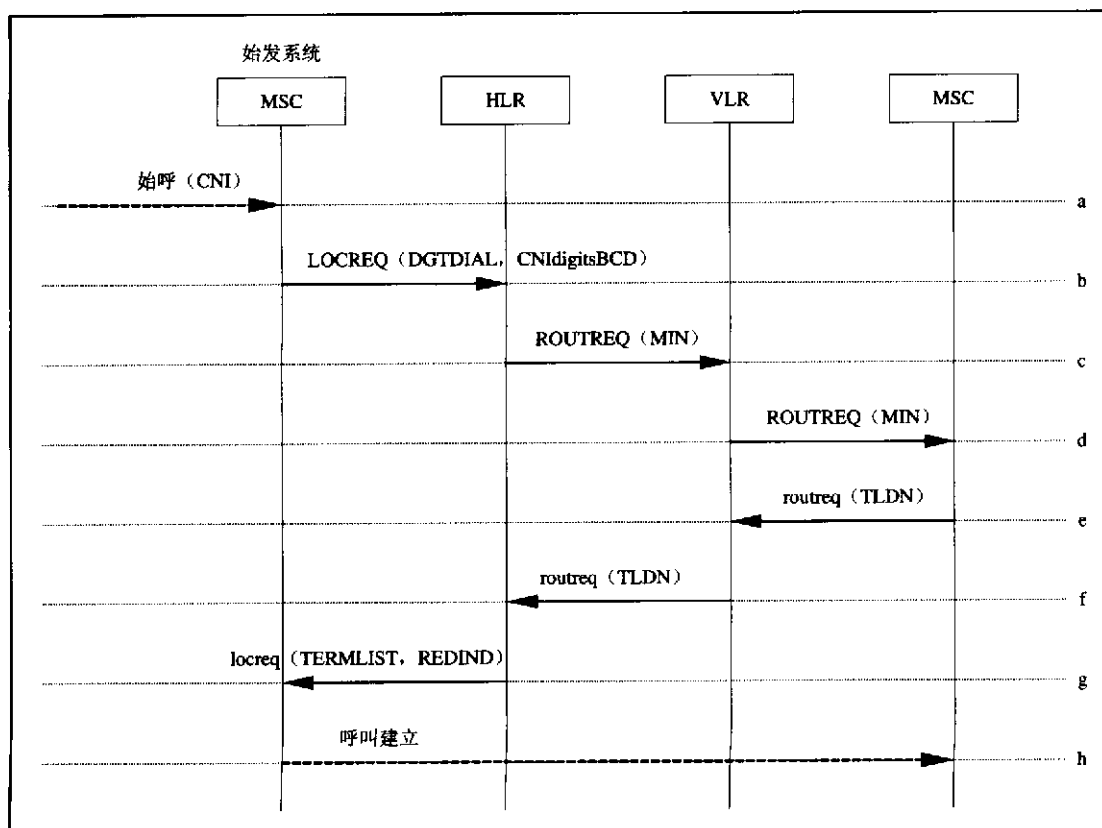 始发系统
MSC
HLR
VLR
MSC
始呼（CNI）
a
LOCREQ（DGTDIAL，CNIdigitsBCD）
b
ROUTREQ（MIN）
c
ROUTREQ（MIN）
d
routreq（TLDN）
e
routreq（TLDN）
f
locreq（TERMLIST，REDIND）
g
呼叫建立
h